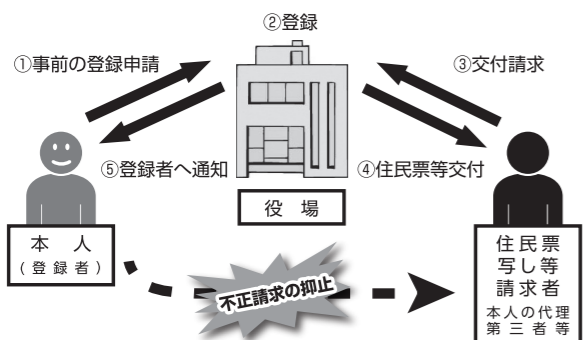 ②登録
①事前の登録申請
③交付請求
⑤登録者へ通知
④住民票等交付
役 場
本 人
(登録者)
不正請求の抑止
住民票
写し等
請求者
本人の代理
第三者等